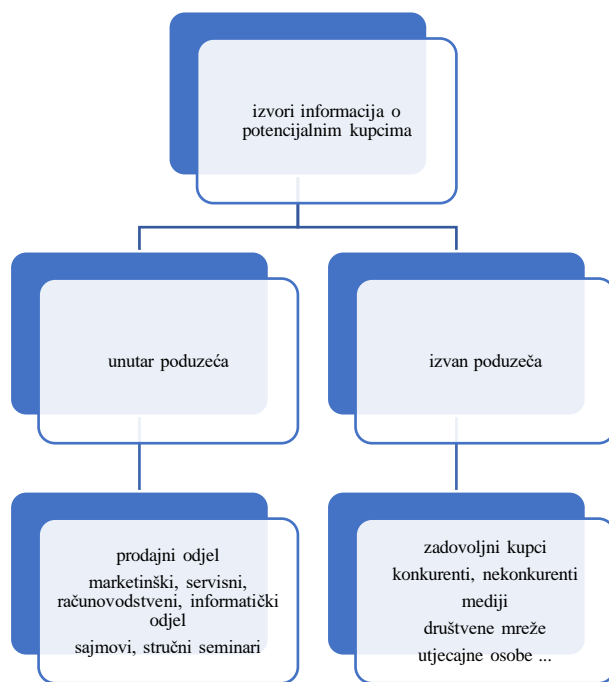 izvori informacija o
potencijalnim kupcima
unutar poduzeća
izvan poduzeča
prodajni odjel
marketinški, servisni,
računovodstveni, informatički
odjel
sajmovi, stručni seminari
zadovoljni kupci
konkurenti, nekonkurenti
mediji
društvene mreže
utjecajne osobe ...